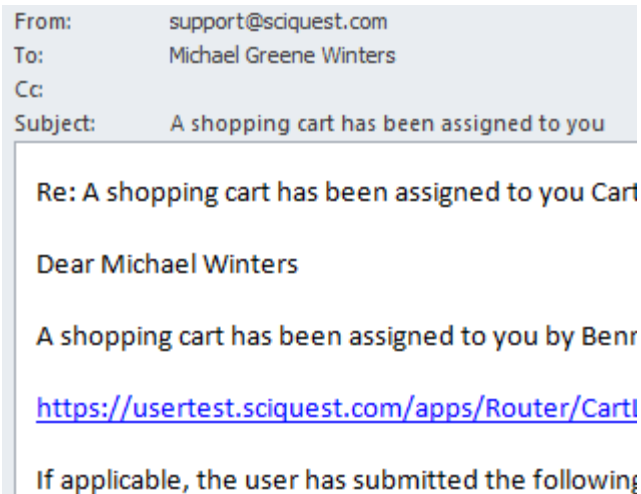 From: support@sciquest.com
To: Michael Greene Winters
Cc:
Subject: A shopping cart has been assigned to you
Re: A shopping cart has been assigned to you Cart
Dear Michael Winters
A shopping cart has been assigned to you by
https://usertest.sciquest.com/apps/Router/Cart
If applicable, the user has submitted the following